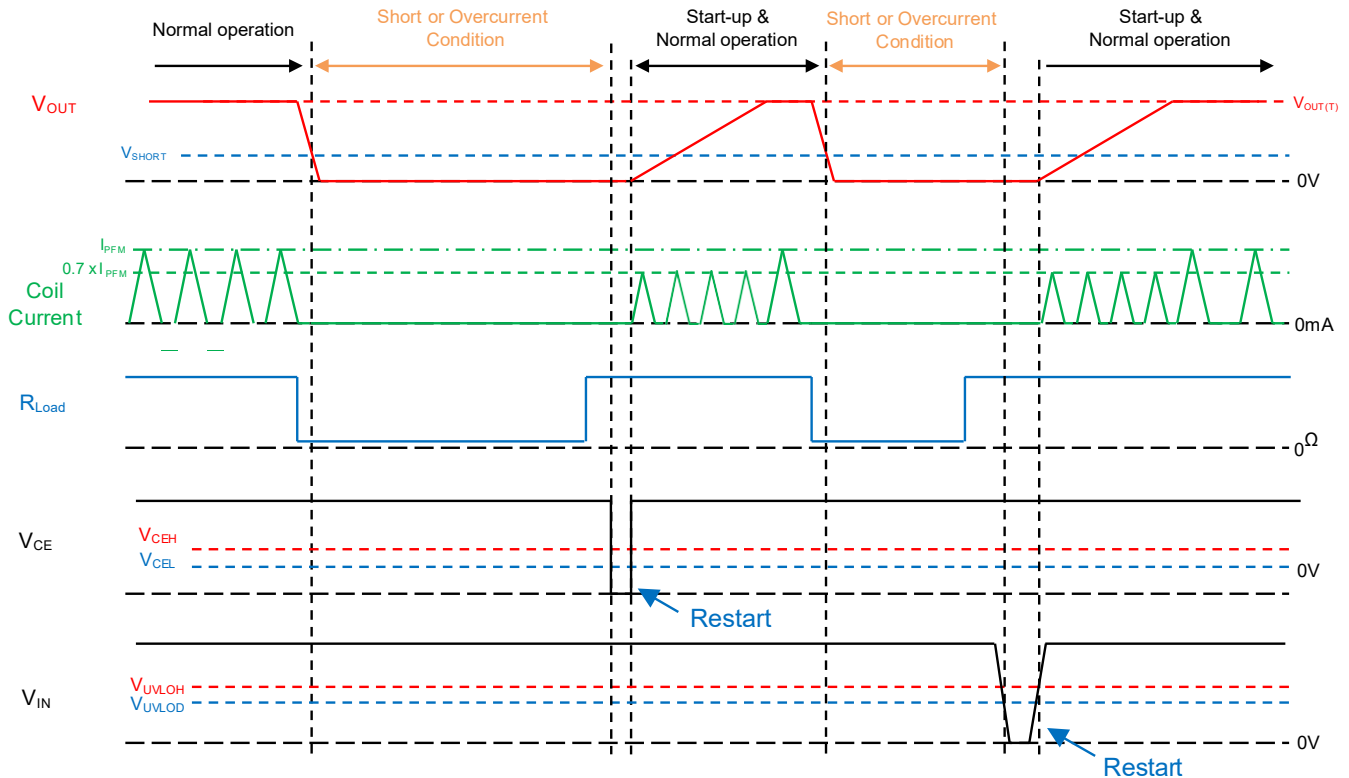 Normal operation
Short or Overcurrent
Condition
Start-up &
Normal operation
Short or Overcurrent
Condition
Start-up &
Normal operation
VOUT
VOUT(T)
VSHORT
0V
IPFM
0.7 x IPFM
Coil
Current
0mA
RLoad
0Ω
VCE
VCEH
VCEL
0V
Restart
VIN
VUVLOH
VUVLOD
0V
Restart